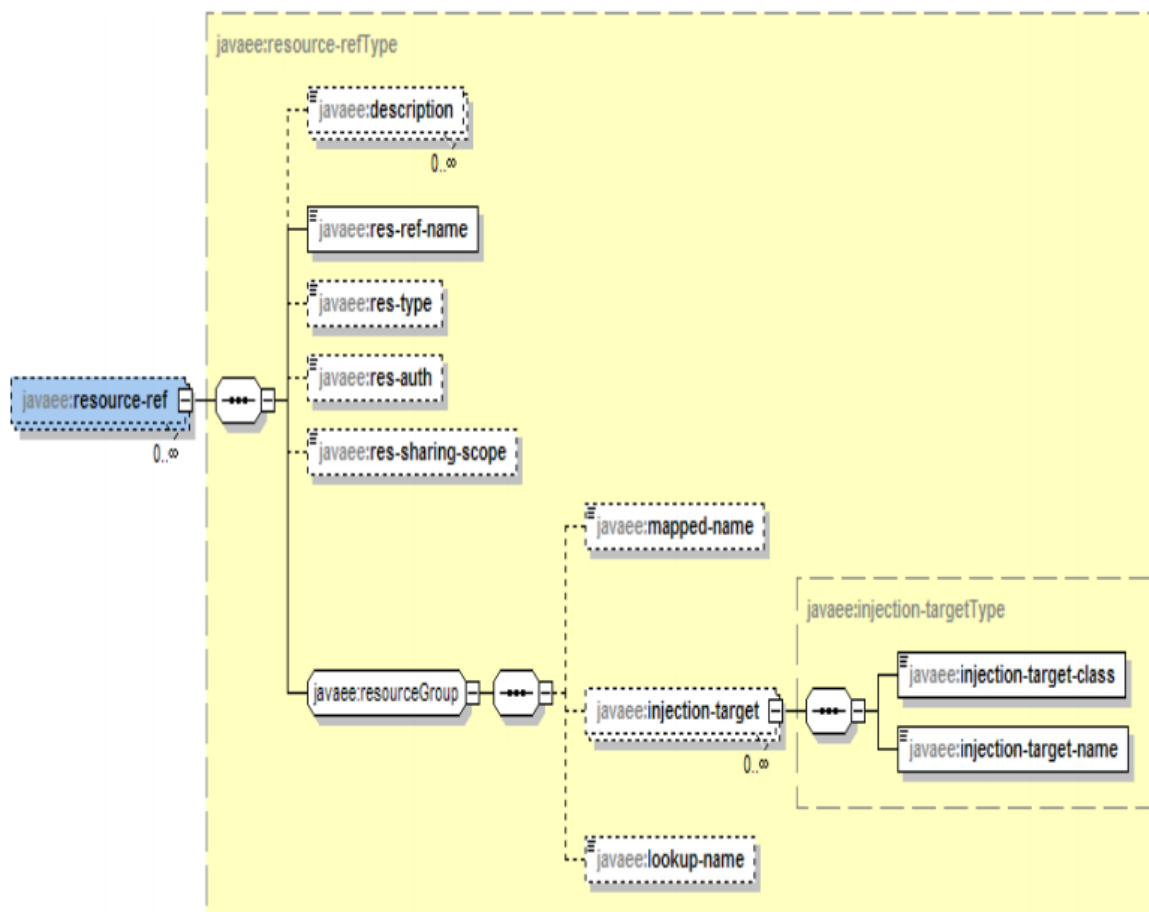 javaee:resource-refType
javaee:description
0..∞
javaee:res-ref-name
javaee:res-type
javaee:res-auth
javaee:resource-ref
0..∞
javaee:res-sharing-scope
javaee:mapped-name
javaee:injection-targetType
javaee:injection-target-class
javaee:resourceGroup
javaee:injection-target
0..∞
javaee:injection-target-name
javaee:lookup-name